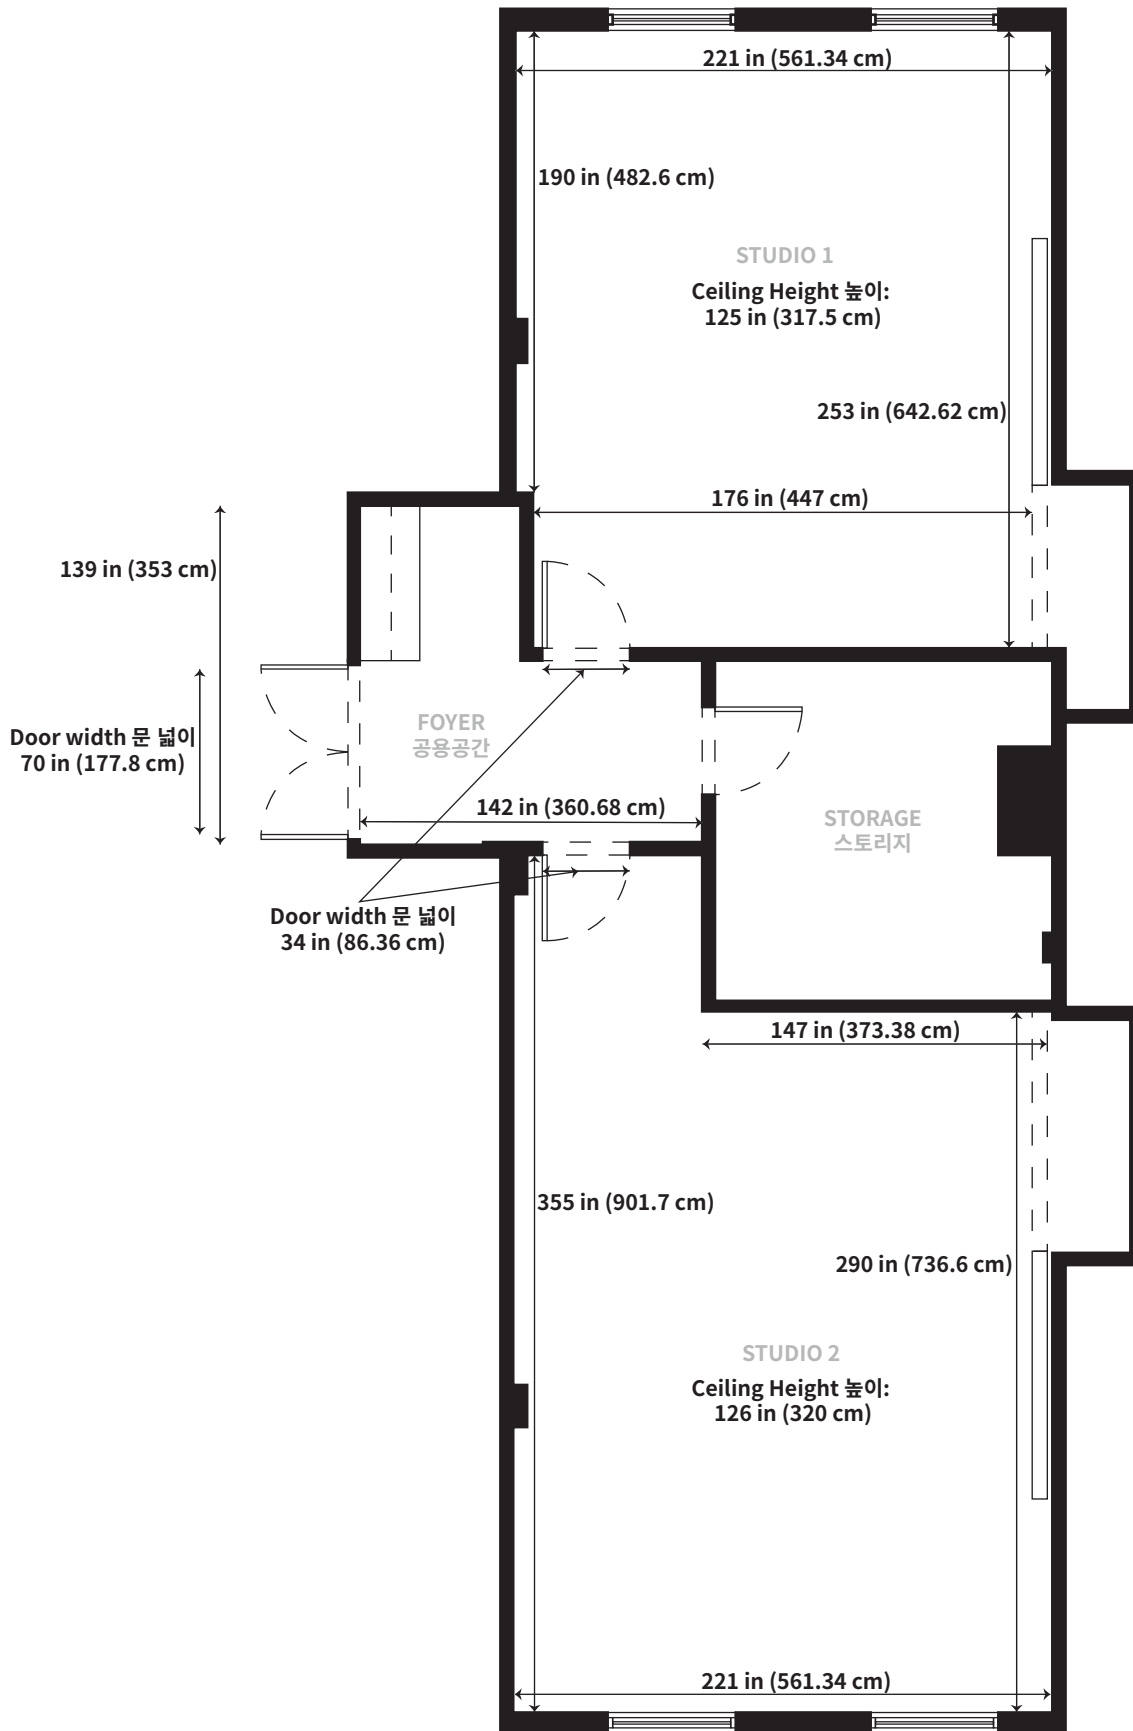 221 in (561.34 cm)
190 in (482.6 cm)
STUDIO 1
Ceiling Height 높이:
125 in (317.5 cm)
253 in (642.62 cm)
176 in (447 cm)
139 in (353 cm)
FOYER
공용공간
Door width 문 넓이
70 in (177.8 cm)
142 in (360.68 cm)
STORAGE
스토리지
Door width 문 넓이
34 in (86.36 cm)
147 in (373.38 cm)
355 in (901.7 cm)
290 in (736.6 cm)
STUDIO 2
Ceiling Height 높이:
126 in (320 cm)
221 in (561.34 cm)